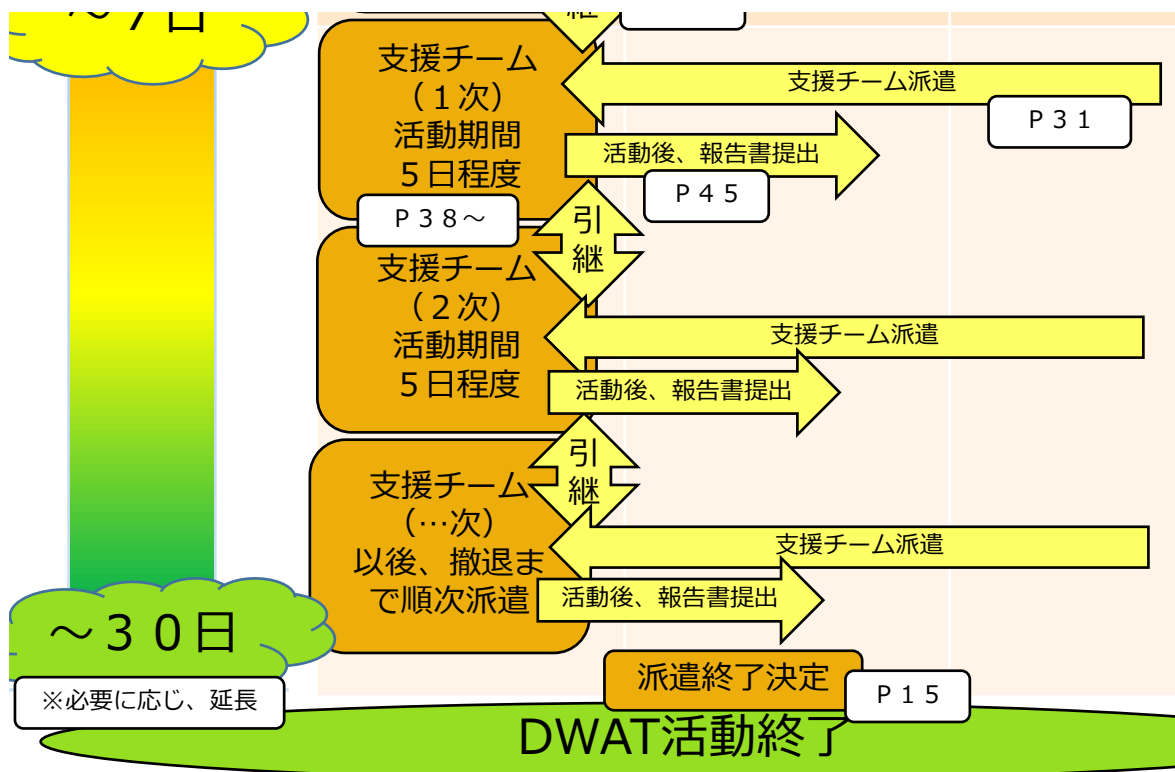 ～７日
継
支援チーム
（１次）
活動期間
５日程度
支援チーム派遣
Ｐ３１
活動後、報告書提出
Ｐ４５
Ｐ３８～
引
継
支援チーム
（２次）
活動期間
５日程度
支援チーム派遣
活動後、報告書提出
引
継
支援チーム
（…次）
以後、撤退ま
で順次派遣
支援チーム派遣
活動後、報告書提出
～３０日
※必要に応じ、延長
派遣終了決定
Ｐ１５
DWAT活動終了